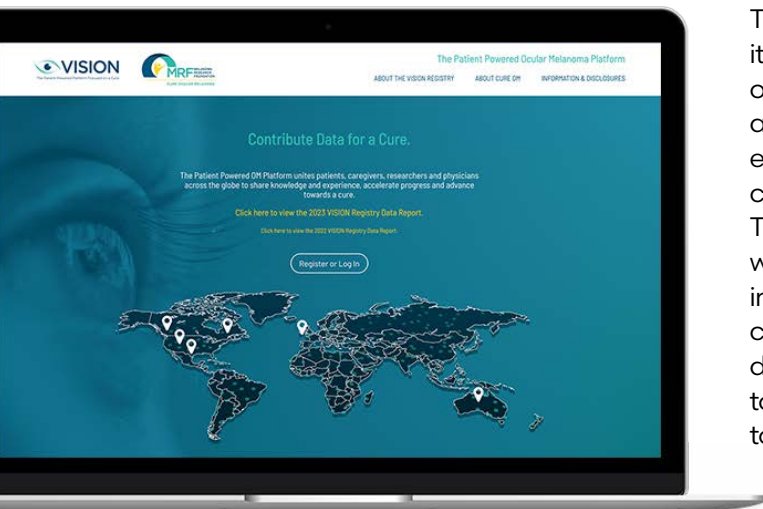 VISION
The Patient Powered Platform Focused on a Cure
MRF MELANOMA
RESEARCH
FOUNDATION
CURE OCULAR MELANOMA
The Patient Powered Ocular Melanoma Platform
ABOUT THE VISION REGISTRY ABOUT CURE OM INFORMATION & DISCLOSURES
Contribute Data for a Cure.
The Patient Powered OM Platform unites patients, caregivers, researchers and physicians
across the globe to share knowledge and experience, accelerate progress and advance
towards a cure.
Click here to view the 2023 VISION Registry Data Report.
Click here to view the 2022 VISION Registry Data Report.
Register or Log In
T
it
o
a
e
c
T
w
ir
c
d
to
to